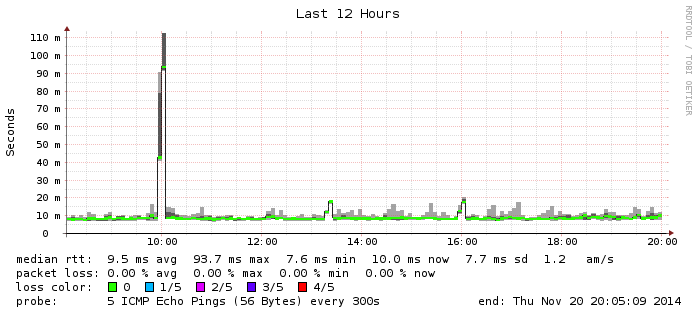 Last 12 Hours
RRDTOOL / TOBI OETIKER
Seconds
110 m
100 m
90 m
80 m
70 m
60 m
50 m
40 m
30 m
20 m
10 m
0
10:00 12:00 14:00 16:00 18:00 20:00
median rtt: 9.5 ms avg 93.7 ms max 7.6 ms min 10.0 ms now 7.7 ms sd 1.2 am/s
packet loss: 0.00 % avg 0.00 % max 0.00 % min 0.00 % now
loss color: 0 1/5 2/5 3/5 4/5
probe: 5 ICMP Echo Pings (56 Bytes) every 300s end: Thu Nov 20 20:05:09 2014